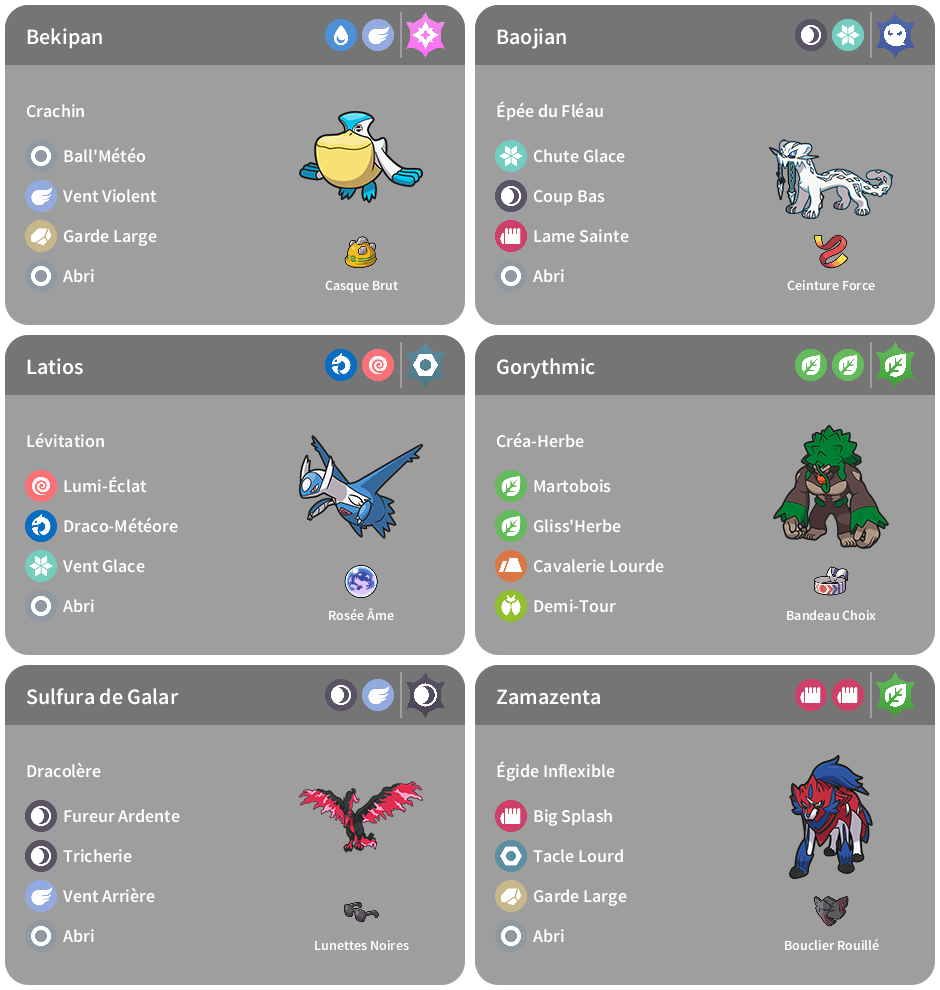 Bekipan
Crachin
Ball'Météo
Vent Violent
Garde Large
Abri
Casque Brut
Baojian
Épée du Fléau
Chute Glace
Coup Bas
Lame Sainte
Abri
Ceinture Force
Latios
Lévitation
Lumi-Éclat
Draco-Météore
Vent Glace
Abri
Rosée Âme
Gorythmic
Créa-Herbe
Martobois
Gliss'Herbe
Cavalerie Lourde
Demi-Tour
Bandeau Choix
Sulfura de Galar
Dracolère
Fureur Ardente
Tricherie
Vent Arrière
Abri
Lunettes Noires
Zamazenta
Égide Inflexible
Big Splash
Tacle Lourd
Garde Large
Abri
Bouclier Rouillé